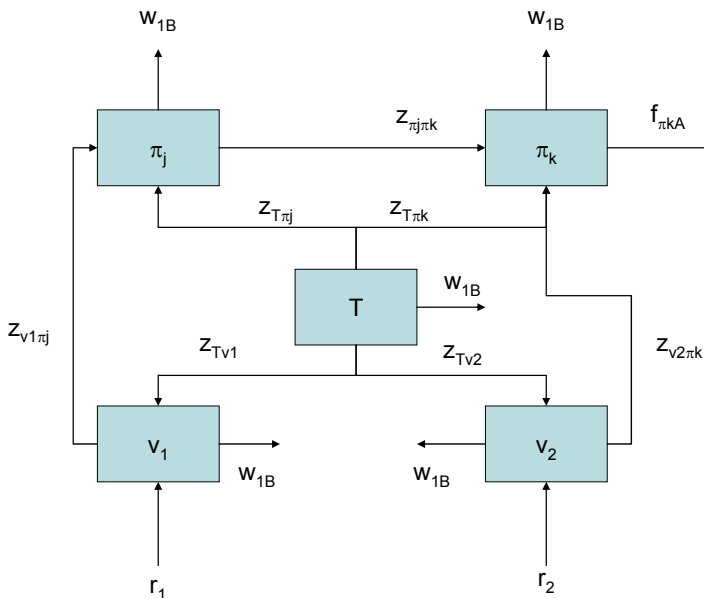 w₁B w₁B
zπjπk fπkA
πj πk
zTπj zTπk
w₁B
T
zv1πj zTv1 zTv2 zv2πk
v₁ v₂
w₁B w₁B
r₁ r₂